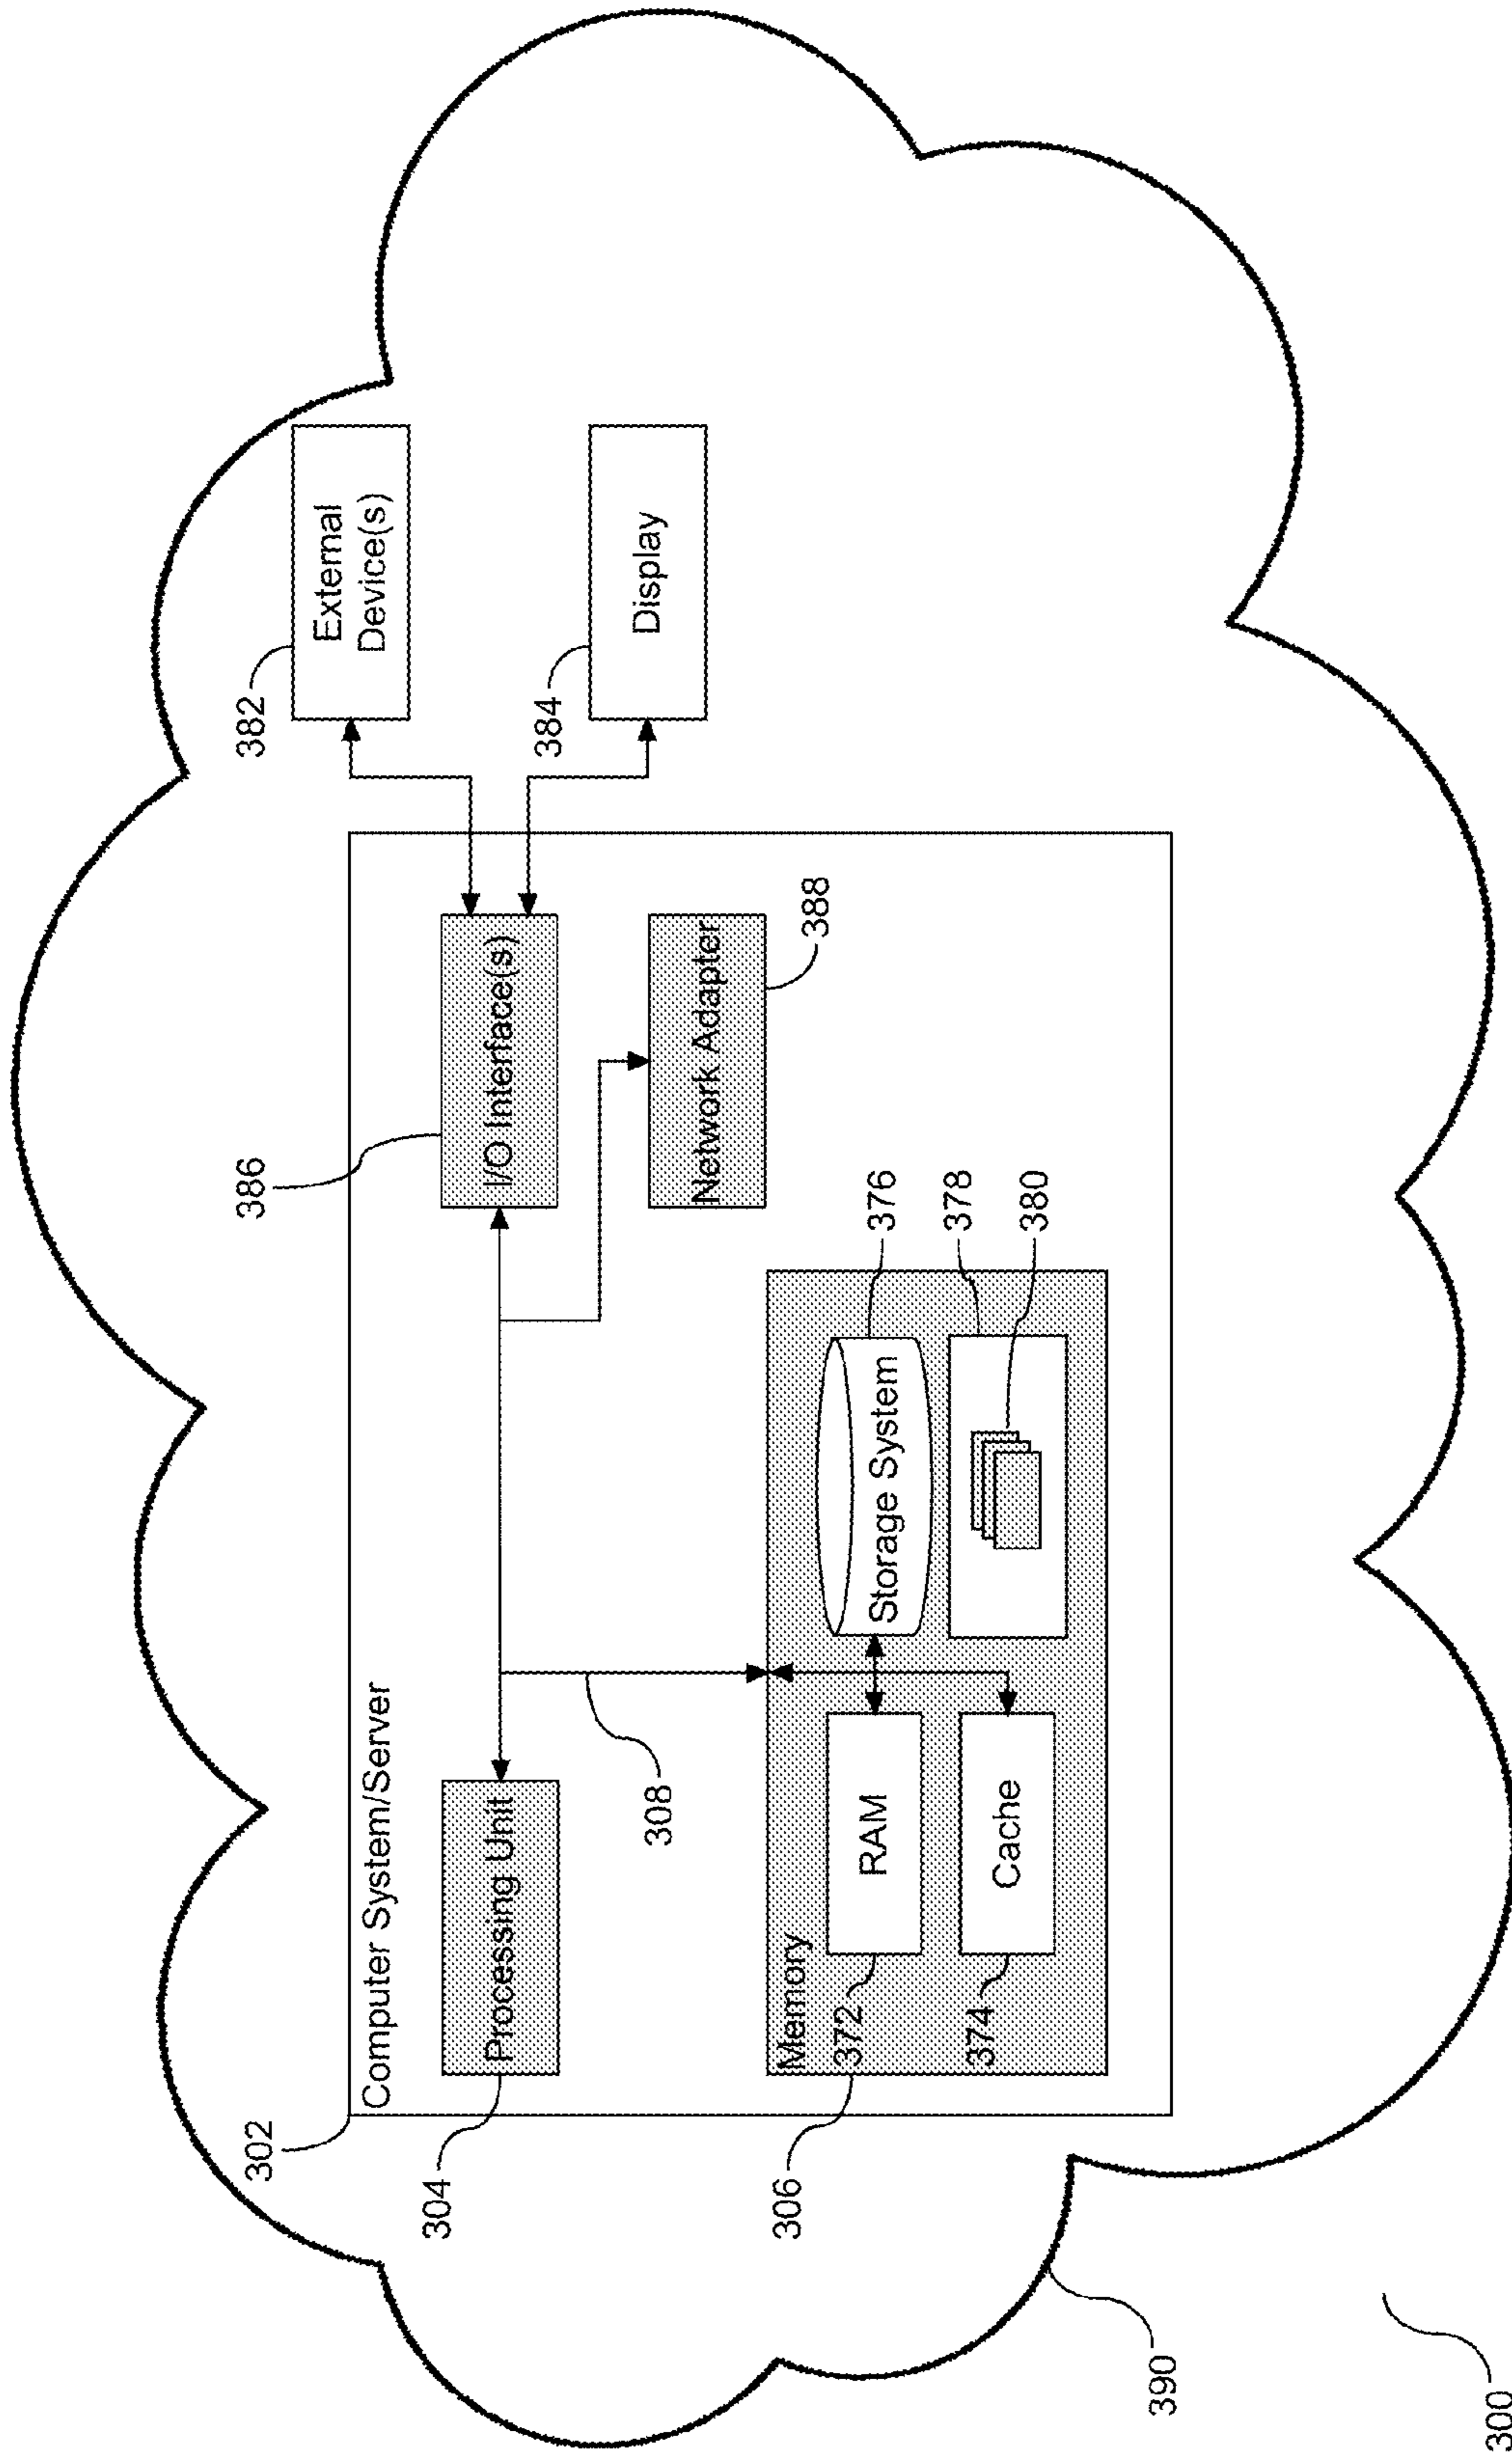 302
Computer System/Server
304
Processing Unit
386
I/O Interface(s)
382
External
Device(s)
384
Display
308
Network Adapter
388
306
Memory
372
RAM
374
Cache
Storage System
376
378
380
390
300